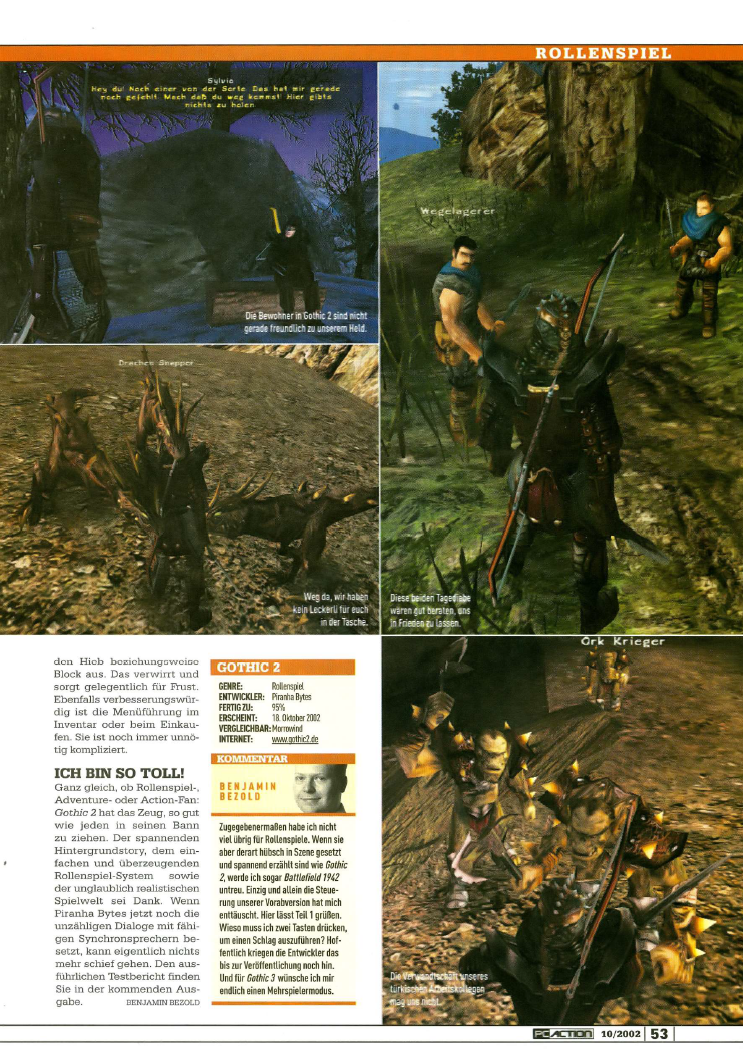 ROLLENSPIEL
Sylvio
Hey du! Noch einer von der Sorte. Das hat mir gerade
noch gefehlt. Mach daß du weg kommst! Hier gibts
nichts zu holen
Die Bewohner in Gothic 2 sind nicht
gerade freundlich zu unserem Held.
Wegelagerer
Drachen Snapper
Weg da, wir haben
kein Leckerli für euch
in der Tasche.
Diese beiden Tagediebe
wären gut beraten, uns
in Frieden zu lassen.
den Hieb beziehungsweise
Block aus. Das verwirrt und
sorgt gelegentlich für Frust.
Ebenfalls verbesserungswür-
dig ist die Menüführung im
Inventar oder beim Einkau-
fen. Sie ist noch immer unnö-
tig kompliziert.
ICH BIN SO TOLL!
Ganz gleich, ob Rollenspiel-,
Adventure- oder Action-Fan:
Gothic 2 hat das Zeug, so gut
wie jeden in seinen Bann
zu ziehen. Der spannenden
Hintergrundstory, dem ein-
fachen und überzeugenden
Rollenspiel-System sowie
der unglaublich realistischen
Spielwelt sei Dank. Wenn
Piranha Bytes jetzt noch die
unzähligen Dialoge mit fähi-
gen Synchronsprechern be-
setzt, kann eigentlich nichts
mehr schief gehen. Den aus-
führlichen Testbericht finden
Sie in der kommenden Aus-
gabe. BENJAMIN BEZOLD
GOTHIC 2
GENRE: Rollenspiel
ENTWICKLER: Piranha Bytes
FERTIG ZU: 95%
ERSCHEINT: 18. Oktober 2002
VERGLEICHBAR: Morrowind
INTERNET: www.gothic2.de
KOMMENTAR
BENJAMIN
BEZOLD
Zugegebenermaßen habe ich nicht
viel übrig für Rollenspiele. Wenn sie
aber derart hübsch in Szene gesetzt
und spannend erzählt sind wie Gothic
2, werde ich sogar Battlefield 1942
untreu. Einzig und allein die Steue-
rung unserer Vorabversion hat mich
enttäuscht. Hier lässt Teil 1 grüßen.
Wieso muss ich zwei Tasten drücken,
um einen Schlag auszuführen? Hof-
fentlich kriegen die Entwickler das
bis zur Veröffentlichung noch hin.
Und für Gothic 3 wünsche ich mir
endlich einen Mehrspielermodus.
Ork Krieger
Die Verwandtschaft unseres
türkischen Arbeitskollegen
mag uns nicht.
PC ACTION 10/2002 53